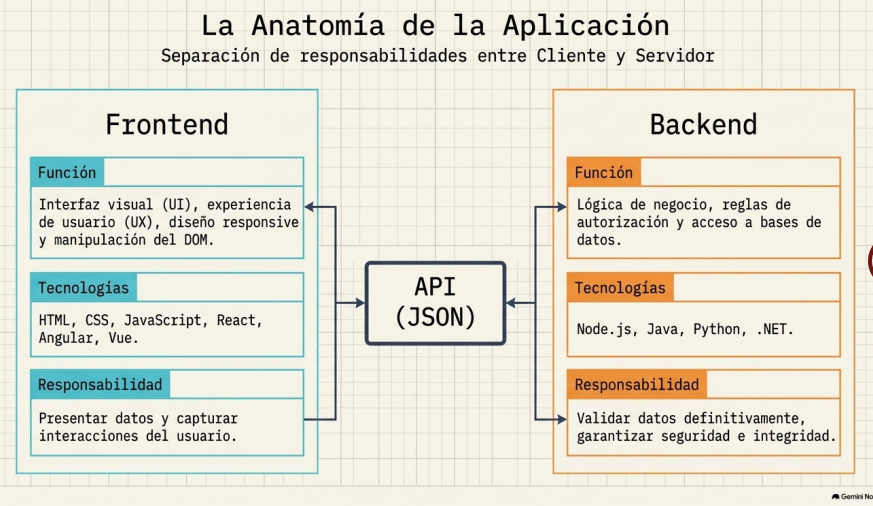 La Anatomía de la Aplicación
Separación de responsabilidades entre Cliente y Servidor
Frontend
Función
Interfaz visual (UI), experiencia
de usuario (UX), diseño responsive
y manipulación del DOM.
Tecnologías
HTML, CSS, JavaScript, React,
Angular, Vue.
Responsabilidad
Presentar datos y capturar
interacciones del usuario.
API
(JSON)
Backend
Función
Lógica de negocio, reglas de
autorización y acceso a bases de
datos.
Tecnologías
Node.js, Java, Python, .NET.
Responsabilidad
Validar datos definitivamente,
garantizar seguridad e integridad.
Gemini No